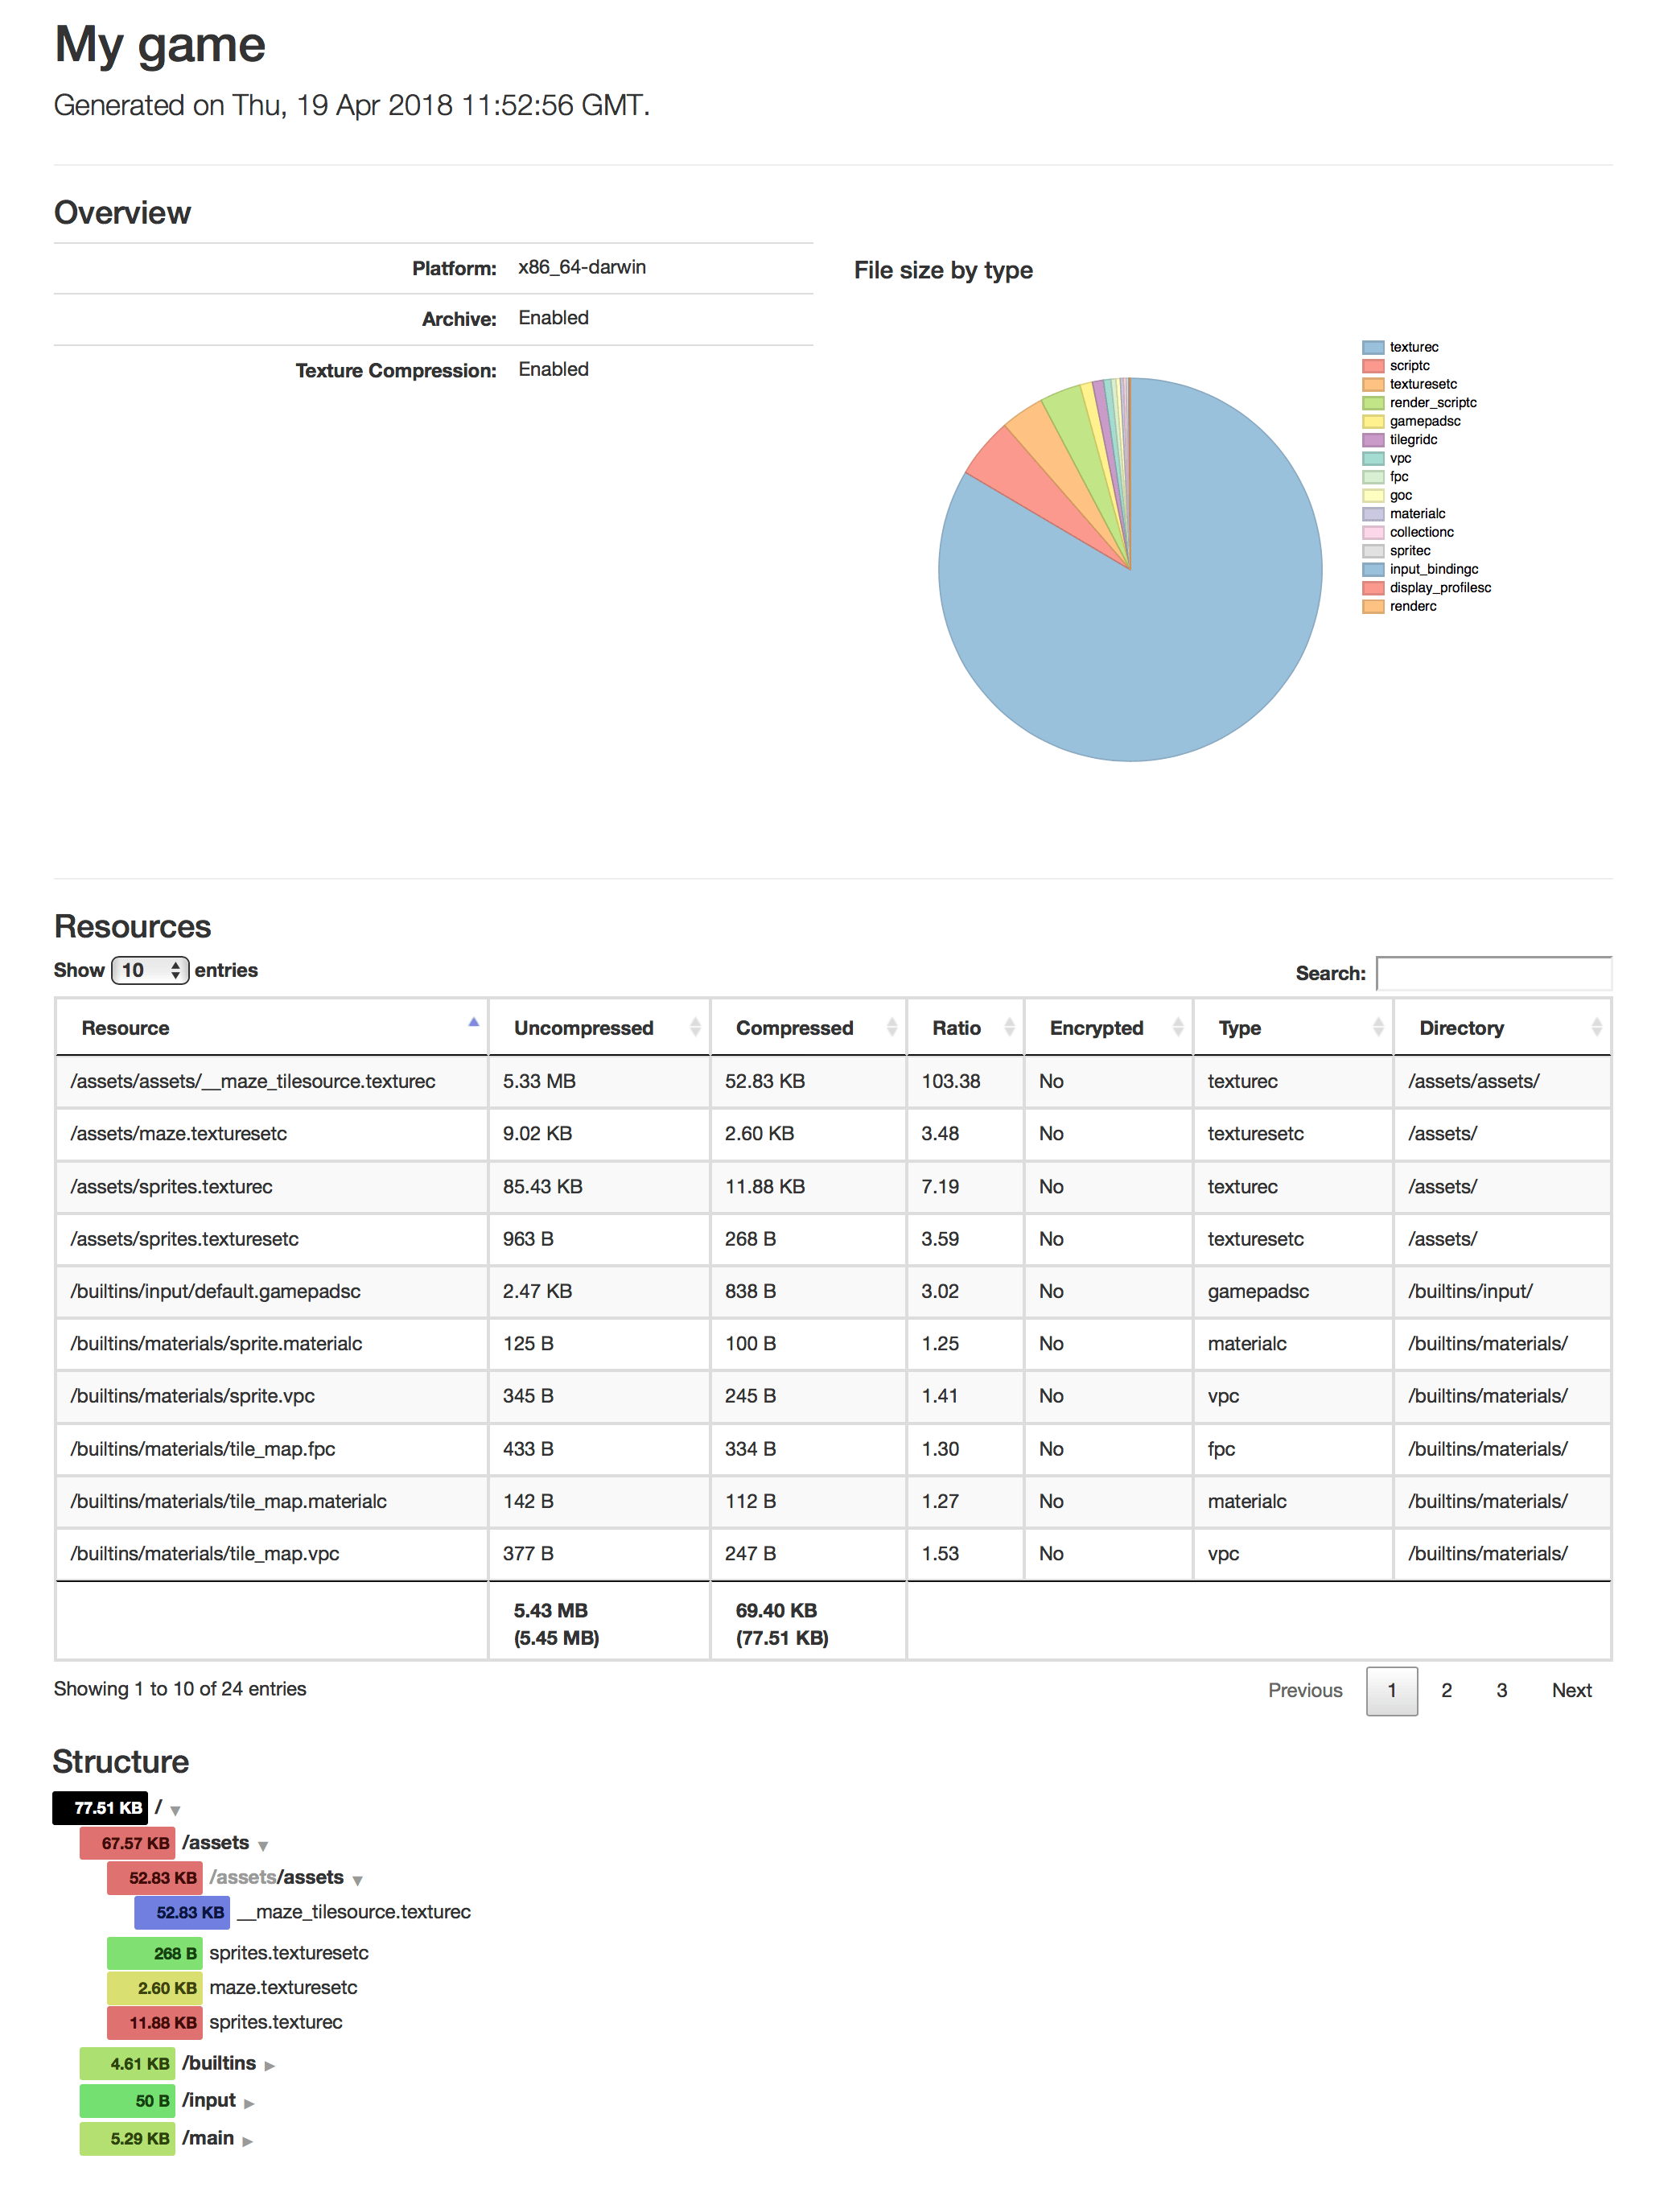 My game
Generated on Thu, 19 Apr 2018 11:52:56 GMT.
Overview
Platform: x86_64-darwin
Archive: Enabled
Texture Compression: Enabled
File size by type
texturec
scriptc
texturesetc
render_scriptc
gamepadsc
tilegridc
vpc
fpc
goc
materialc
collectionc
spritec
input_bindingc
display_profilesc
renderc
Resources
Show 10 entries
Search:
Resource Uncompressed Compressed Ratio Encrypted Type Directory
/assets/assets/__maze_tilesource.texturec 5.33 MB 52.83 KB 103.38 No texturec /assets/assets/
/assets/maze.texturesetc 9.02 KB 2.60 KB 3.48 No texturesetc /assets/
/assets/sprites.texturec 85.43 KB 11.88 KB 7.19 No texturec /assets/
/assets/sprites.texturesetc 963 B 268 B 3.59 No texturesetc /assets/
/builtins/input/default.gamepadsc 2.47 KB 838 B 3.02 No gamepadsc /builtins/input/
/builtins/materials/sprite.materialc 125 B 100 B 1.25 No materialc /builtins/materials/
/builtins/materials/sprite.vpc 345 B 245 B 1.41 No vpc /builtins/materials/
/builtins/materials/tile_map.fpc 433 B 334 B 1.30 No fpc /builtins/materials/
/builtins/materials/tile_map.materialc 142 B 112 B 1.27 No materialc /builtins/materials/
/builtins/materials/tile_map.vpc 377 B 247 B 1.53 No vpc /builtins/materials/
5.43 MB 69.40 KB
(5.45 MB) (77.51 KB)
Showing 1 to 10 of 24 entries
Previous 1 2 3 Next
Structure
77.51 KB /
67.57 KB /assets
52.83 KB /assets/assets
52.83 KB __maze_tilesource.texturec
268 B sprites.texturesetc
2.60 KB maze.texturesetc
11.88 KB sprites.texturec
4.61 KB /builtins
50 B /input
5.29 KB /main